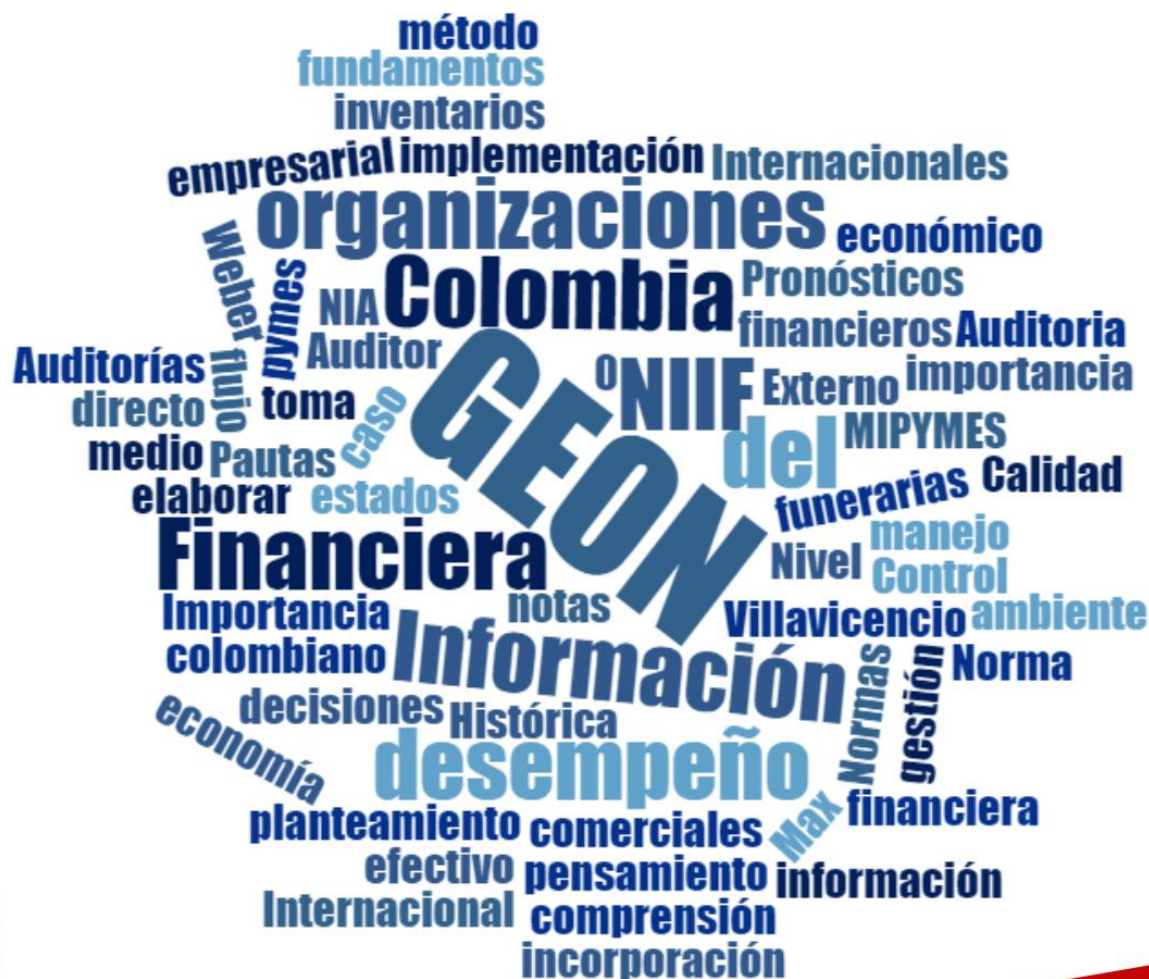 método
fundamentos
inventarios
empresarial implementación Internacionales
organizaciones económico
Weber pymes NIA Colombia Pronósticos
Auditor financieros Auditoria
Auditorías flujo toma caso GEON º NIIF Externo importancia
directo del MIPYMES
medio Pautas funerarias Calidad
elaborar estados manejo
Financiera Nivel Control
Importancia notas Villavicencio ambiente
colombiano Información Normas gestión Norma
decisiones Histórica
economía desempeño
planteamiento comerciales Max financiera
efectivo pensamiento información
Internacional comprensión
incorporación